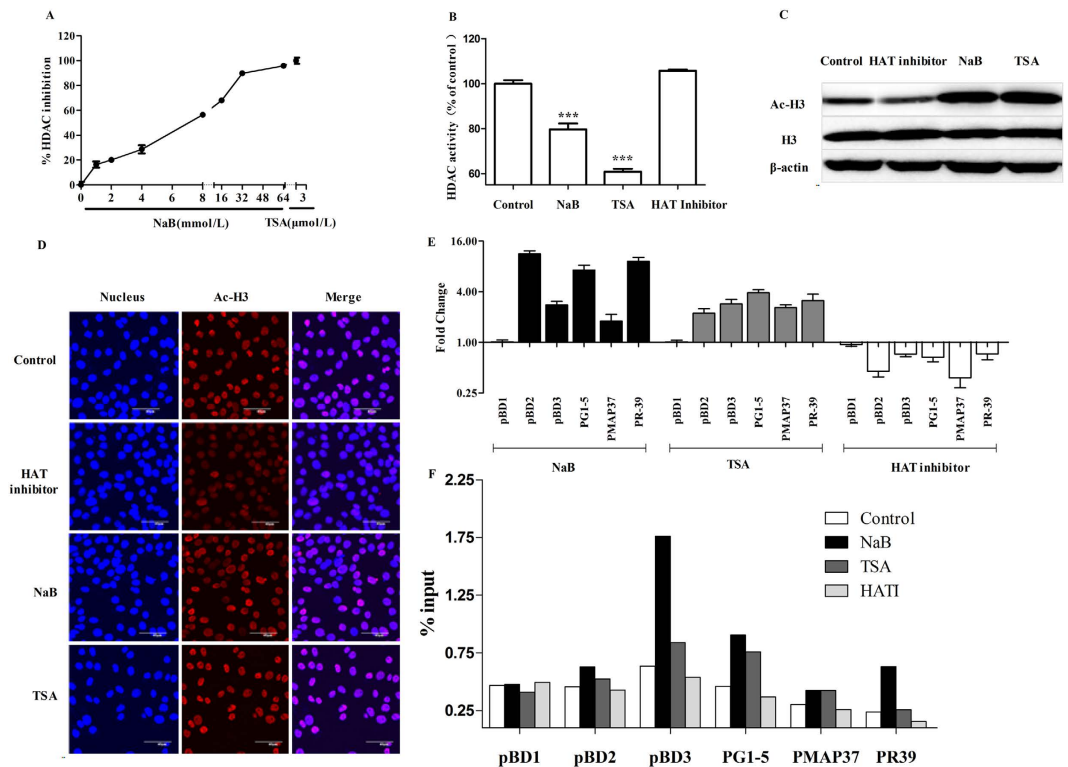 A
% HDAC inhibition
120
100
80
60
40
20
0
0 2 4 8 16 32 48 64 3
NaB(mmol/L) TSA(μmol/L)
B
HDAC activity (% of control)
120
100
80
60
***
***
Control NaB TSA HAT Inhibitor
C
Control HAT inhibitor NaB TSA
Ac-H3
H3
β-actin
D
Nucleus Ac-H3 Merge
Control
HAT
inhibitor
NaB
TSA
E
Fold Change
16.00
4.00
1.00
0.25
pBD1 pBD2 pBD3 PG1-5 PMAP37 PR-39
pBD1 pBD2 pBD3 PG1-5 PMAP37 PR-39
pBD1 pBD2 pBD3 PG1-5 PMAP37 PR-39
NaB TSA HAT inhibitor
F
% input
2.25
1.75
1.25
0.75
0.25
Control
NaB
TSA
HATI
pBD1 pBD2 pBD3 PG1-5 PMAP37 PR39